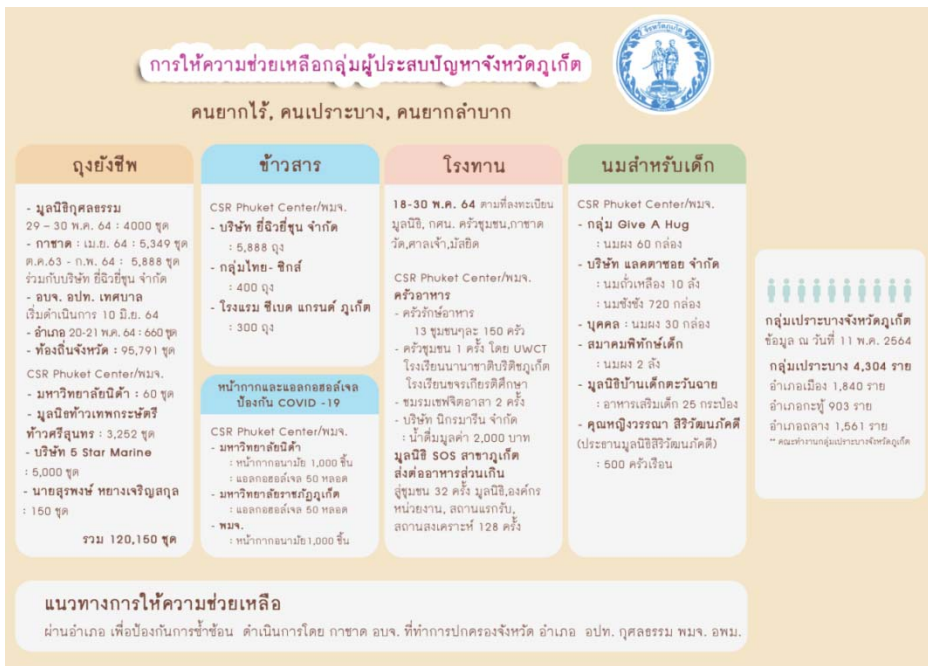 จังหวัดภูเก็ต
การให้ความช่วยเหลือกลุ่มผู้ประสบปัญหาจังหวัดภูเก็ต
คนยากไร้, คนเปราะบาง, คนยากลำบาก
ถุงยังชีพ
- มูลนิธิกุศลธรรม
29 – 30 พ.ค. 64 : 4000 ชุด
- กาชาด : เม.ย. 64 : 5,349 ชุด
ต.ค.63 - ก.พ. 64 : 5,888 ชุด
ร่วมกับบริษัท ยี่ฉิวยี่ซุน จำกัด
- อบจ. อปท. เทศบาล
เริ่มดำเนินการ 10 มิ.ย. 64
- อำเภอ 20-21 พ.ค. 64 : 660 ชุด
- ท้องถิ่นจังหวัด : 95,791 ชุด
CSR Phuket Center/พมจ.
- มหาวิทยาลัยนิด้า : 60 ชุด
- มูลนิธท้าวเทพกระษัตรี
ท้าวศรีสุนทร : 3,252 ชุด
- บริษัท 5 Star Marine
: 5,000 ชุด
- นายสุรพงษ์ หยางเจริญสกุล
: 150 ชุด
รวม 120,150 ชุด
ข้าวสาร
CSR Phuket Center/พมจ.
- บริษัท ยี่ฉิวยี่ซุน จำกัด
: 5,888 ถุง
- กลุ่มไทย- ซิกส์
: 400 ถุง
- โรงแรม ซีเบด แกรนด์ ภูเก็ต
: 300 ถุง
หน้ากากและแอลกอฮอล์เจล
ป้องกัน COVID -19
CSR Phuket Center/พมจ.
- มหาวิทยาลัยนิด้า
: หน้ากากอนามัย 1,000 ชิ้น
: แอลกอฮอล์เจล 50 หลอด
- มหาวิทยาลัยราชภัฏภูเก็ต
: แอลกอฮอล์เจล 50 หลอด
- พมจ.
: หน้ากากอนามัย 1,000 ชิ้น
โรงทาน
18-30 พ.ค. 64 ตามที่ลงทะเบียน
มูลนิธิ, กศน. ครัวชุมชน,กาชาด
วัด,ศาลเจ้า,มัสยิด
CSR Phuket Center/พมจ.
ครัวอาหาร
- ครัวรักษ์อาหาร
13 ชุมชนๆละ 150 ครัว
- ครัวชุมชน 1 ครั้ง โดย UWCT
โรงเรียนนานาชาติบริติชภูเก็ต
โรงเรียนขจรเกียรติศึกษา
- ชมรมเชฟจิตอาสา 2 ครั้ง
- บริษัท นิกรมารีน จำกัด
: น้ำดื่มมูลค่า 2,000 บาท
มูลนิธิ SOS สาขาภูเก็ต
ส่งต่ออาหารส่วนเกิน
สู่ชุมชน 32 ครั้ง มูลนิธิ,องค์กร
หน่วยงาน, สถานแรกรับ,
สถานสงเคราะห์ 128 ครั้ง
นมสำหรับเด็ก
CSR Phuket Center/พมจ.
- กลุ่ม Give A Hug
: นมผง 60 กล่อง
- บริษัท แลคตาซอย จำกัด
: นมถั่วเหลือง 10 ลัง
: นมซังซัง 720 กล่อง
- บุคคล : นมผง 30 กล่อง
- สมาคมพิทักษ์เด็ก
: นมผง 2 ลัง
- มูลนิธิบ้านเด็กตะวันฉาย
: อาหารเสริมเด็ก 25 กระป๋อง
- คุณหญิงวรรณา สิริวัฒนภักดี
(ประธานมูลนิธิสิริวัฒนภักดี)
: 500 ครัวเรือน
กลุ่มเปราะบางจังหวัดภูเก็ต
ข้อมูล ณ วันที่ 11 พ.ค. 2564
กลุ่มเปราะบาง 4,304 ราย
อำเภอเมือง 1,840 ราย
อำเภอกะทู้ 903 ราย
อำเภอถลาง 1,561 ราย
** คณะทำงานกลุ่มเปราะบางจังหวัดภูเก็ต
แนวทางการให้ความช่วยเหลือ
ผ่านอำเภอ เพื่อป้องกันการซ้ำซ้อน ดำเนินการโดย กาชาด อบจ. ที่ทำการปกครองจังหวัด อำเภอ อปท. กุศลธรรม พมจ. อพม.